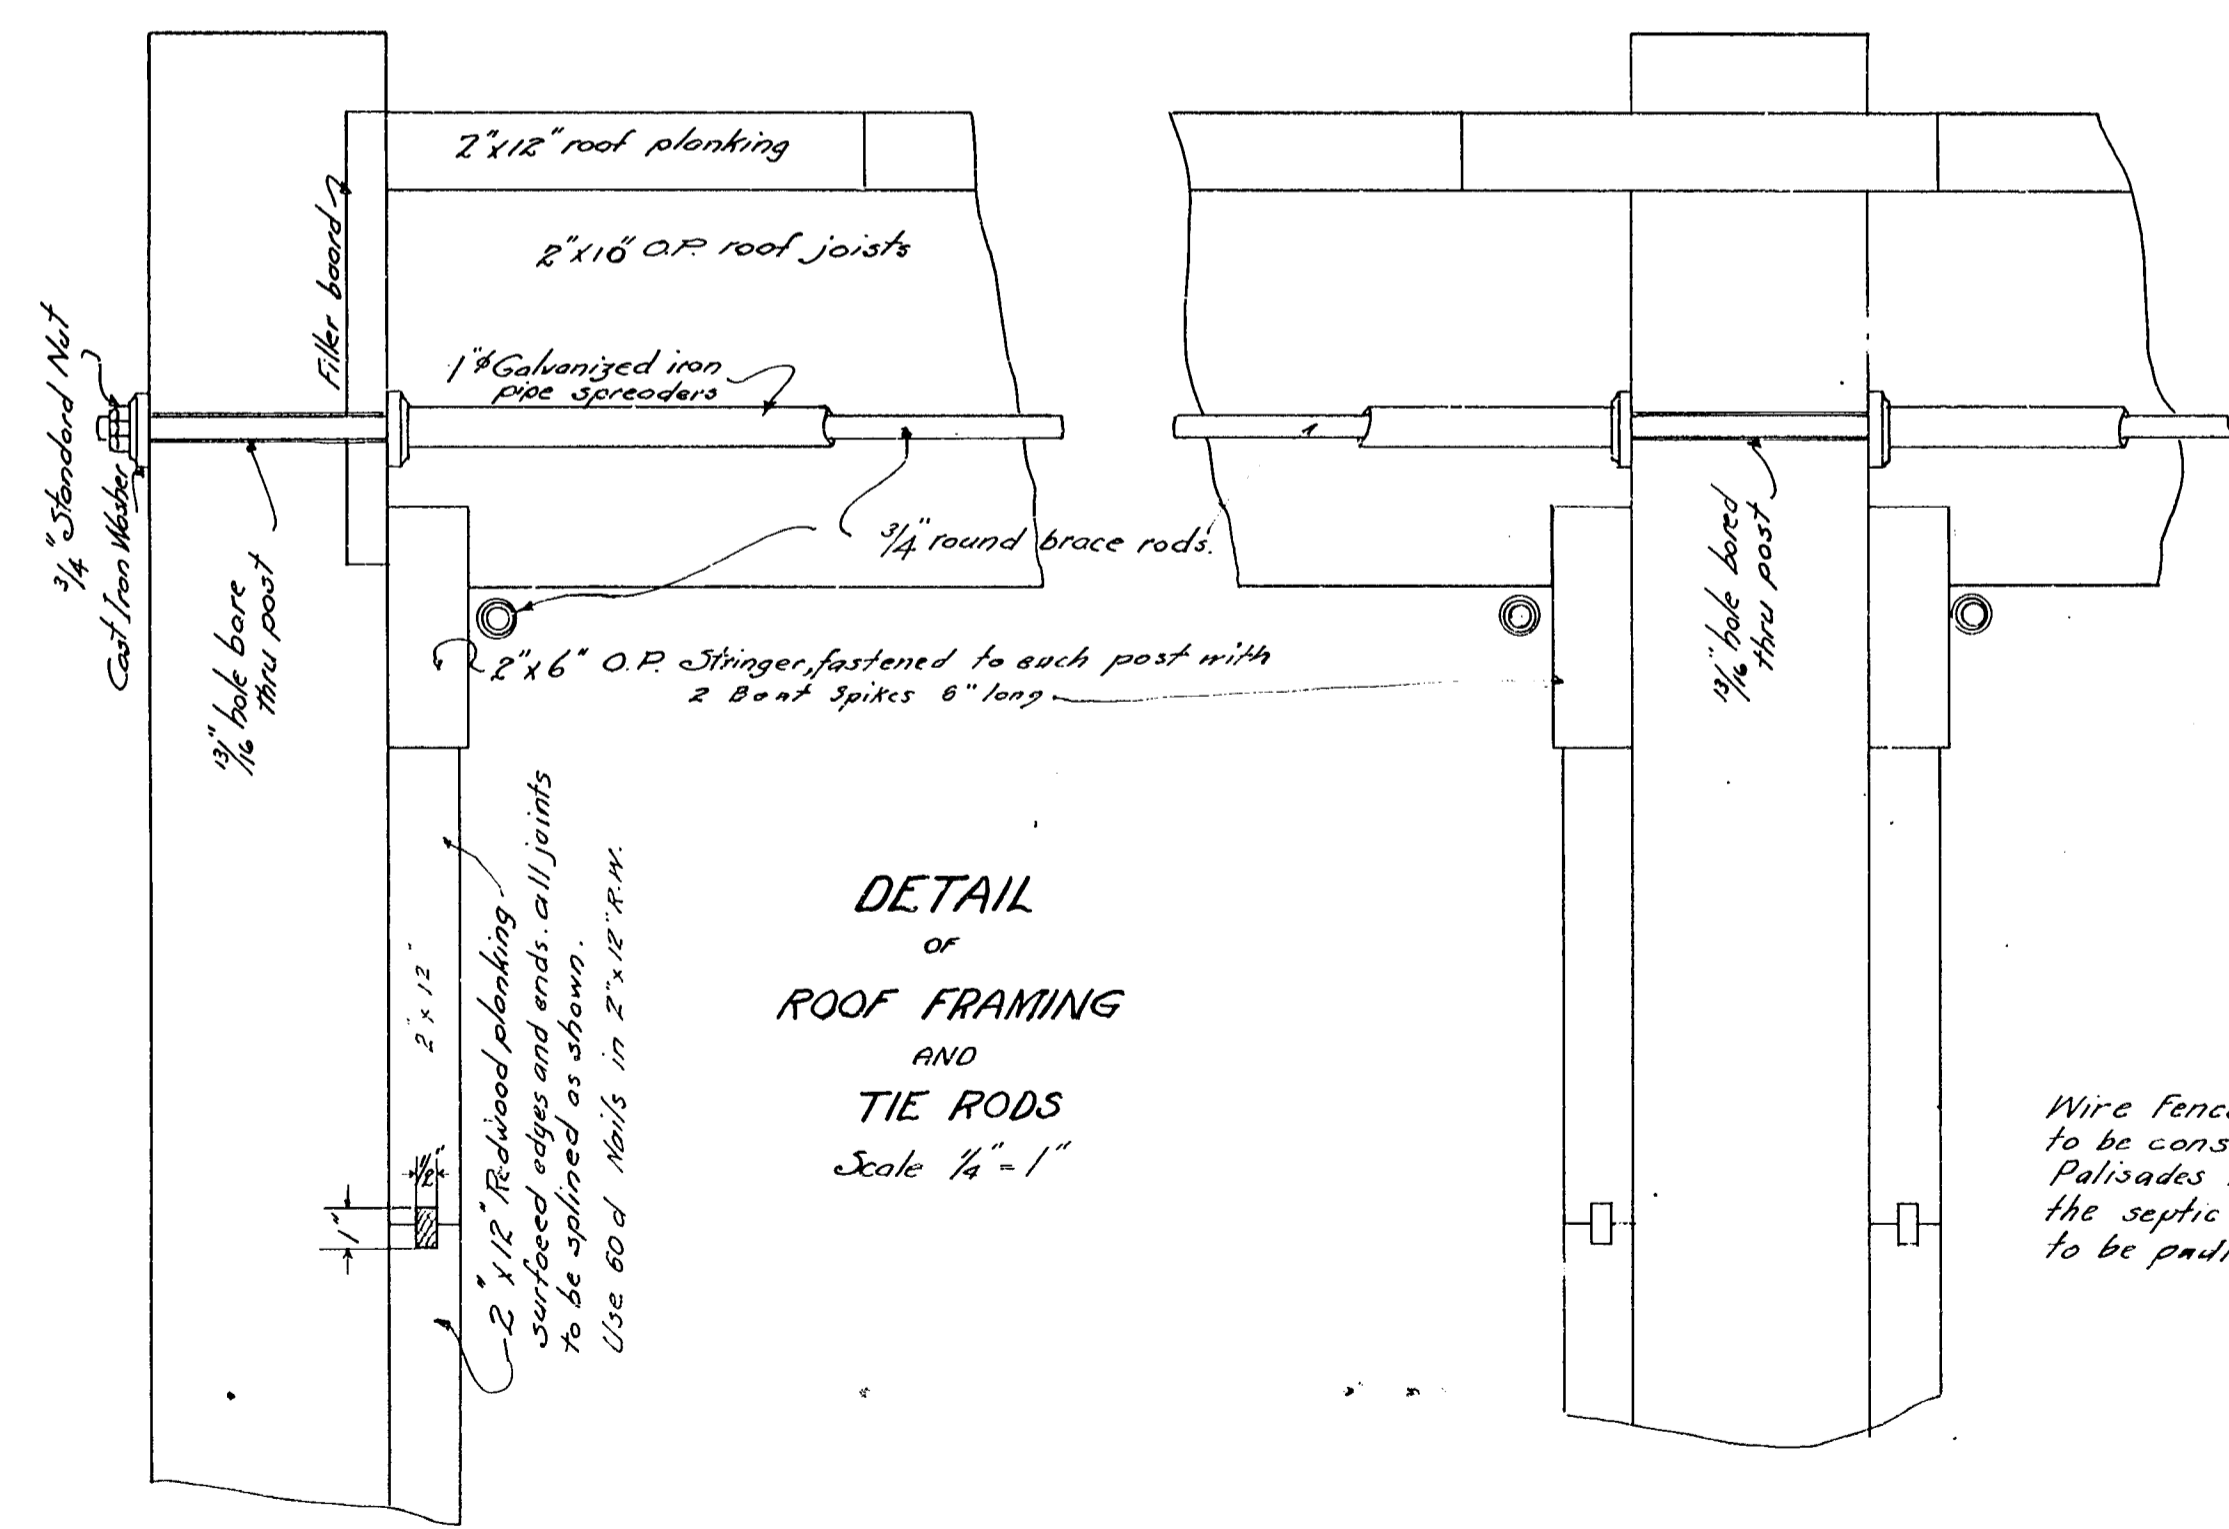 2"x12" roof planking
2"x10" O.P. roof joists
Filler board
3/4" Standard Nut
Cast Iron Washer
1"ϕ Galvanized iron
pipe spreaders
3/4" round brace rods.
13/16" hole bare
thru post
13/16" hole bored
thru post
2"x6" O.P. Stringer, fastened to each post with
2 Boat Spikes 6" long
2"x12"
2"x12" Redwood planking
surfaced edges and ends. all joints
to be splined as shown.
Use 60d Nails in 2"x12" R.W.
1/2"
1"
DETAIL
OF
ROOF FRAMING
AND
TIE RODS
Scale 1/4" = 1"
Wire Fence
to be cons
Palisades
the septic
to be